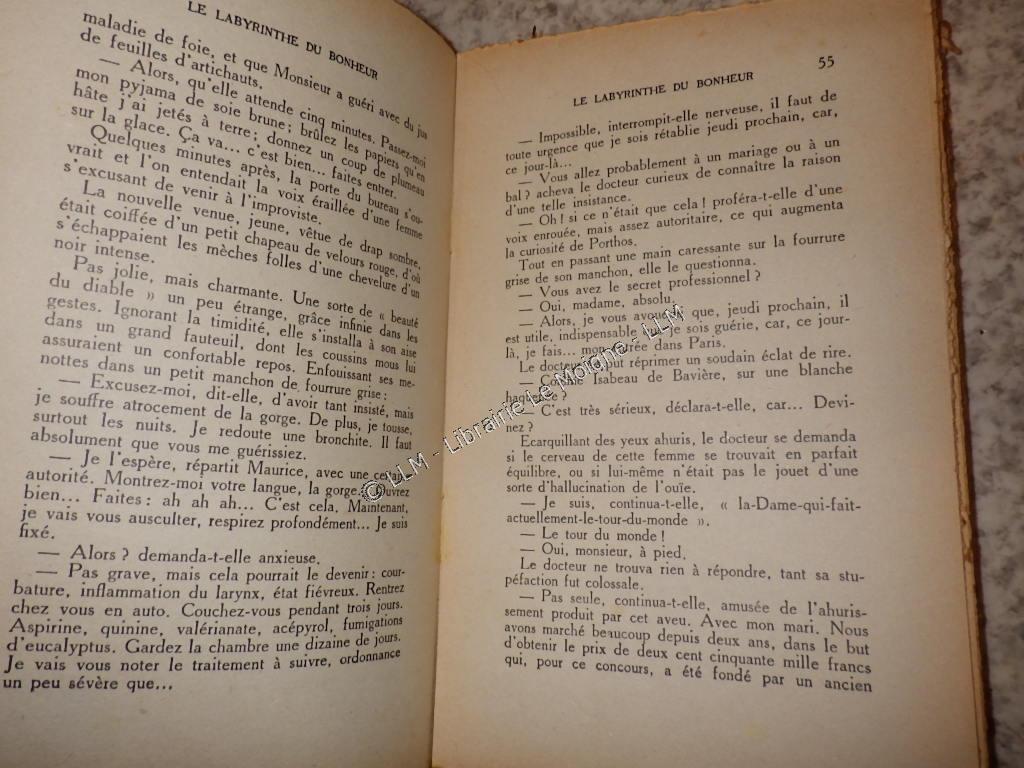 LE LABYRINTHE DU BONHEUR
maladie de foie, et que Monsieur a guéri avec du jus
de feuilles d'artichauts.
— Alors, qu'elle attende cinq minutes. Passez-moi
mon pyjama de soie brune; brûlez les papiers qu'en
hâte j'ai jetés à terre; donnez un coup de plumeau
sur la glace. Ça va... c'est bien... faites entrer.
Quelques minutes après, la porte du bureau s'ou-
vrait et l'on entendait la voix éraillée d'une femme
s'excusant de venir à l'improviste.
La nouvelle venue, jeune, vêtue de drap sombre,
était coiffée d'un petit chapeau de velours rouge, d'où
s'échappaient les mèches folles d'une chevelure d'un
noir intense.
Pas jolie, mais charmante. Une sorte de « beauté
du diable » un peu étrange, grâce infinie dans les
gestes. Ignorant la timidité, elle s'installa à son aise
dans un grand fauteuil, dont les coussins mous lui
assuraient un confortable repos. Enfouissant ses me-
nottes dans un petit manchon de fourrure grise :
— Excusez-moi, dit-elle, d'avoir tant insisté, mais
je souffre atrocement de la gorge. De plus, je tousse,
surtout les nuits. Je redoute une bronchite. Il faut
absolument que vous me guérissiez.
— Je l'espère, répartit Maurice, avec une certaine
autorité. Montrez-moi votre langue, la gorge. Ouvrez
bien... Faites : ah ah ah... C'est cela. Maintenant,
je vais vous ausculter, respirez profondément... Je suis
fixé.
— Alors ? demanda-t-elle anxieuse.
— Pas grave, mais cela pourrait le devenir : cour-
bature, inflammation du larynx, état fiévreux. Rentrez
chez vous en auto. Couchez-vous pendant trois jours.
Aspirine, quinine, valérianate, acépyrol, fumigations
d'eucalyptus. Gardez la chambre une dizaine de jours.
Je vais vous noter le traitement à suivre, ordonnance
un peu sévère que...
LE LABYRINTHE DU BONHEUR 55
— Impossible, interrompit-elle nerveuse, il faut de
toute urgence que je sois rétablie jeudi prochain, car,
ce jour-là...
— Vous allez probablement à un mariage ou à un
bal ? acheva le docteur curieux de connaître la raison
d'une telle insistance.
— Oh ! si ce n'était que cela ! proféra-t-elle d'une
voix enrouée, mais assez autoritaire, ce qui augmenta
la curiosité de Porthos.
Tout en passant une main caressante sur la fourrure
grise de son manchon, elle le questionna.
— Vous avez le secret professionnel ?
— Oui, madame, absolu.
— Alors, je vous avouerai que, jeudi prochain, il
est utile, indispensable que je sois guérie, car, ce jour-
là, je fais... mon entrée dans Paris.
Le docteur ne put réprimer un soudain éclat de rire.
— Comme Isabeau de Bavière, sur une blanche
haquenée ?
— C'est très sérieux, déclara-t-elle, car... Devi-
nez ?
Ecarquillant des yeux ahuris, le docteur se demanda
si le cerveau de cette femme se trouvait en parfait
équilibre, ou si lui-même n'était pas le jouet d'une
sorte d'hallucination de l'ouïe.
— Je suis, continua-t-elle, « la-Dame-qui-fait-
actuellement-le-tour-du-monde ».
— Le tour du monde !
— Oui, monsieur, à pied.
Le docteur ne trouva rien à répondre, tant sa stu-
péfaction fut colossale.
— Pas seule, continua-t-elle, amusée de l'ahuris-
sement produit par cet aveu. Avec mon mari. Nous
avons marché beaucoup depuis deux ans, dans le but
d'obtenir le prix de deux cent cinquante mille francs
qui, pour ce concours, a été fondé par un ancien
© LLM - Librairie Le Moigne - LLM